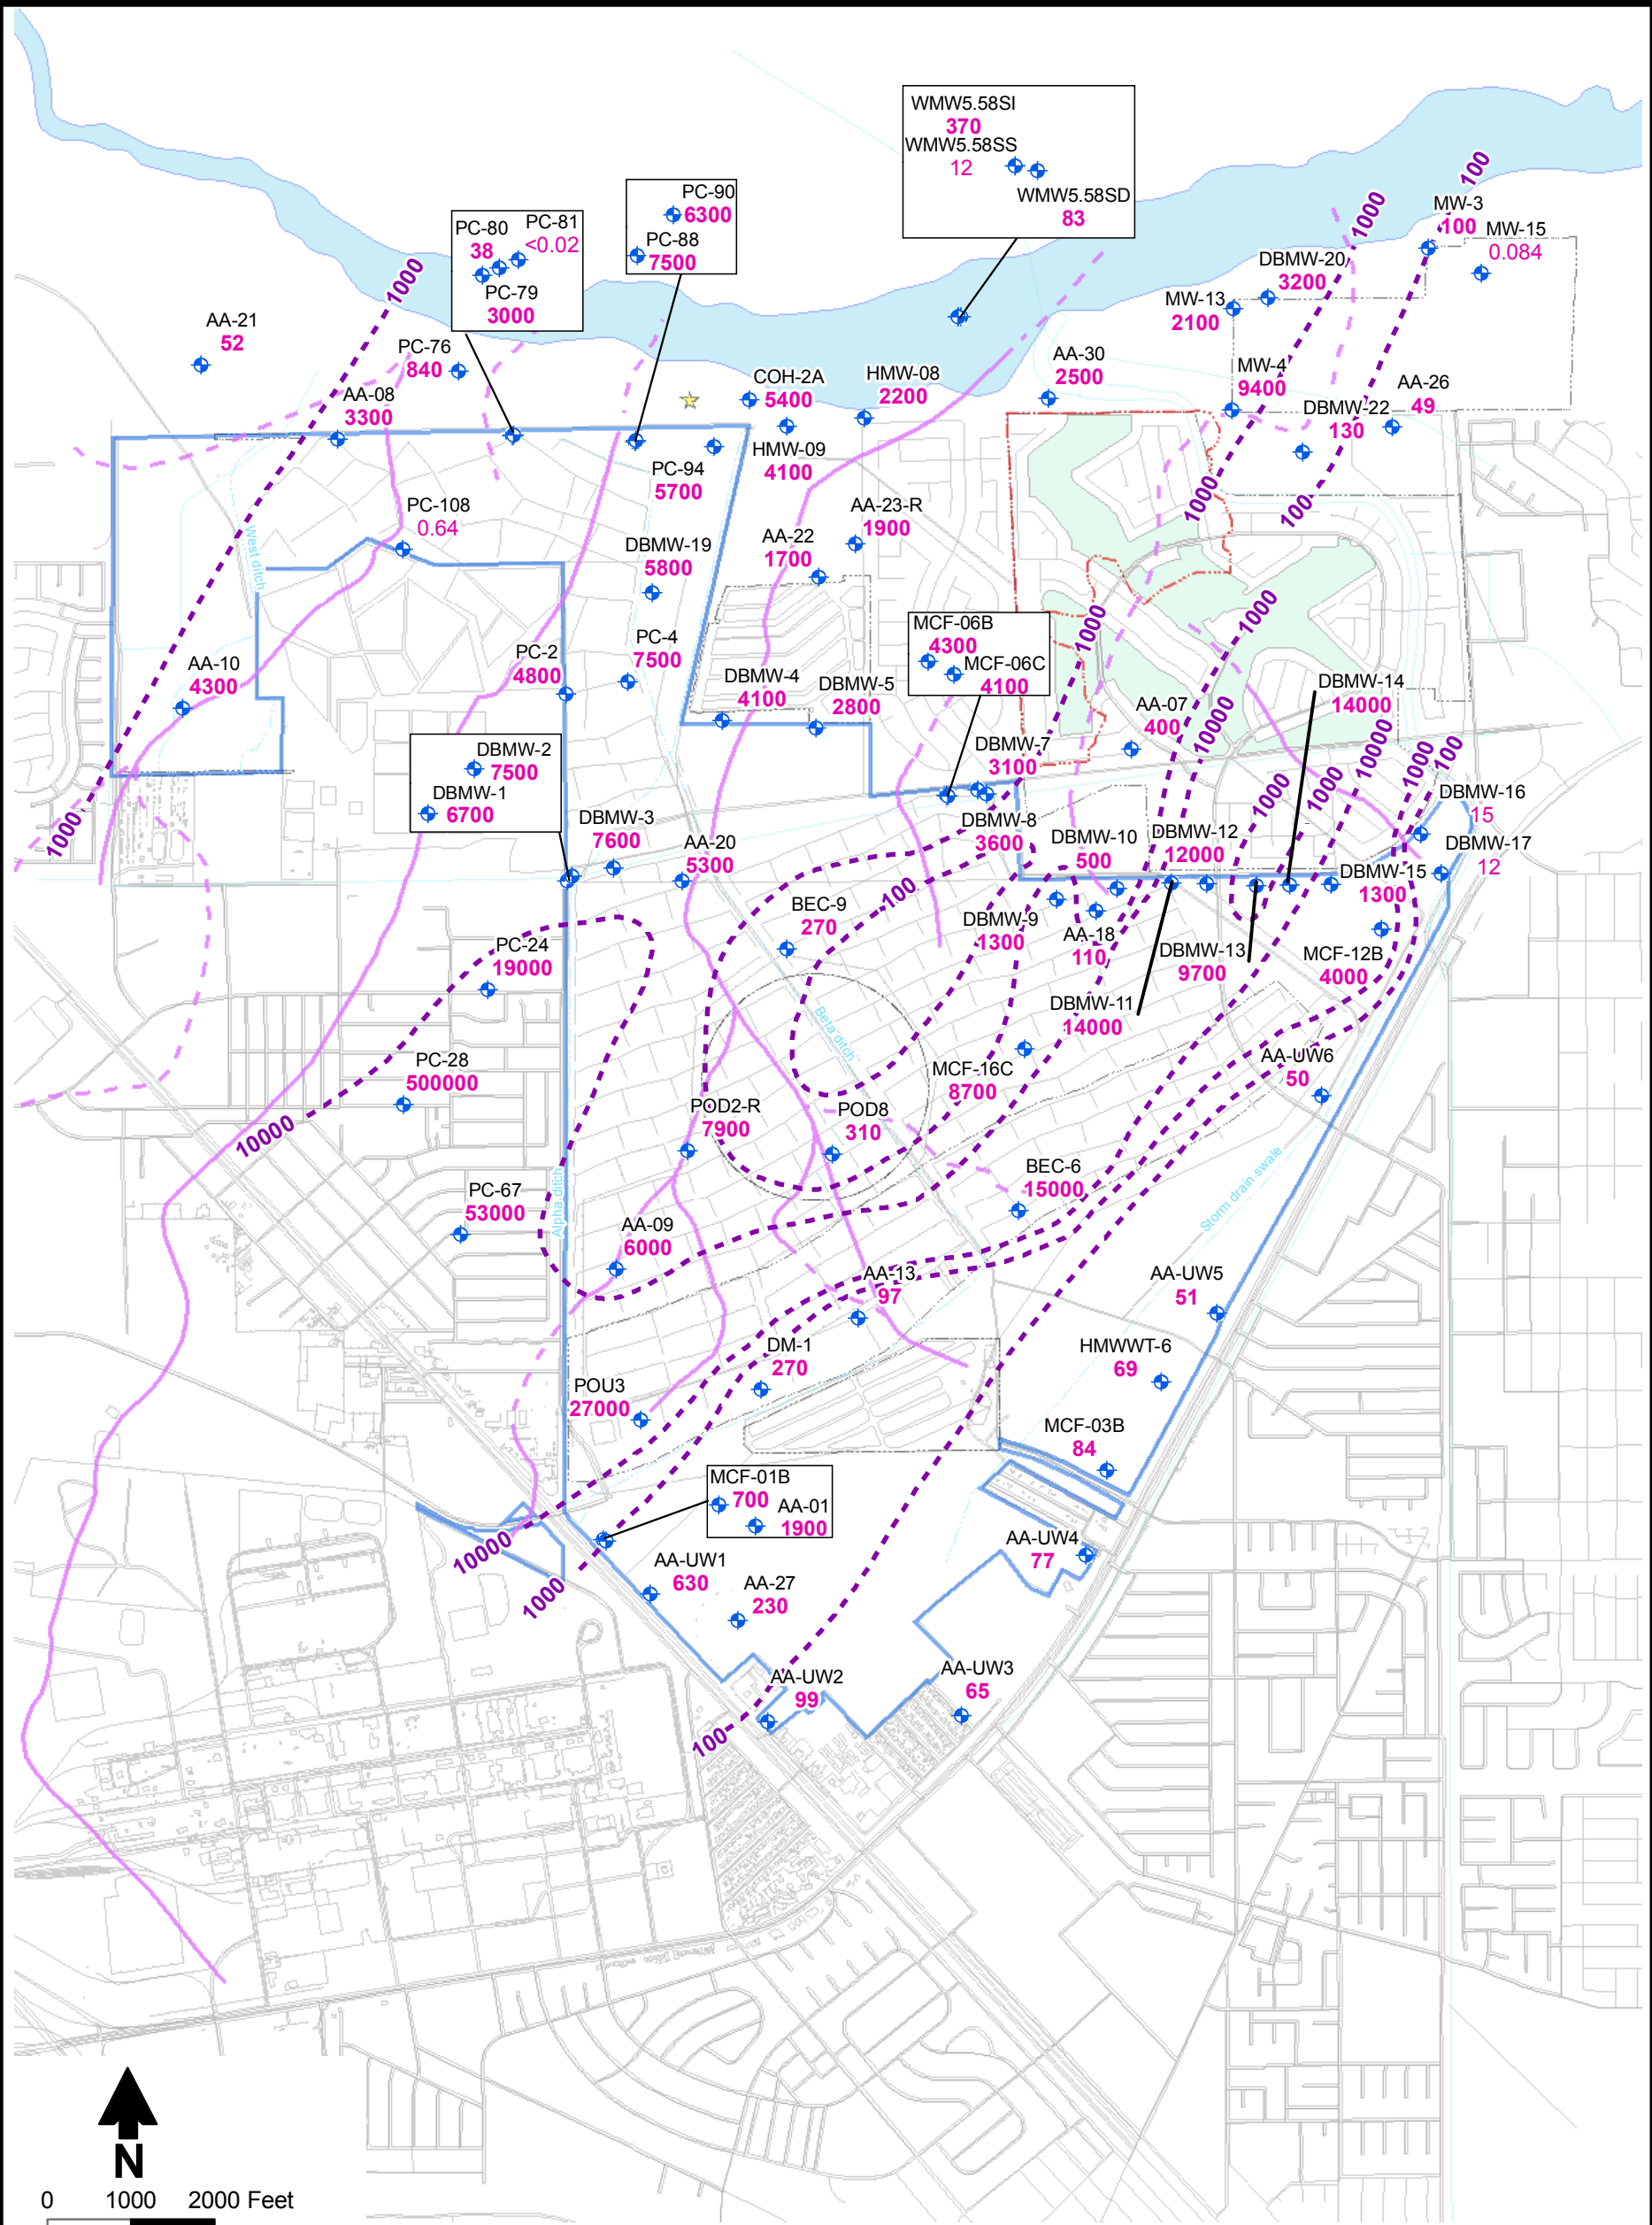 WMW5.58SI
370
WMW5.58SS
12
WMW5.58SD
83
100
1000
MW-3
100
MW-15
0.084
PC-90
6300
PC-88
7500
PC-80
38
PC-81
<0.02
PC-79
3000
1000
DBMW-20
3200
MW-13
2100
AA-21
52
PC-76
840
AA-08
3300
COH-2A
5400
HMW-08
2200
AA-30
2500
MW-4
9400
AA-26
49
DBMW-22
130
HMW-09
4100
PC-94
5700
1000
100
PC-108
0.64
AA-23-R
1900
AA-22
1700
DBMW-19
5800
West ditch
1000
1000
MCF-06B
4300
MCF-06C
4100
PC-4
7500
PC-2
4800
AA-10
4300
DBMW-4
4100
DBMW-5
2800
DBMW-14
14000
AA-07
400
10000
10000
1000
100
DBMW-2
7500
DBMW-1
6700
DBMW-7
3100
1000
1000
DBMW-16
15
1000
DBMW-3
7600
AA-20
5300
DBMW-8
3600
DBMW-10
500
DBMW-12
12000
DBMW-17
12
DBMW-15
1300
100
BEC-9
270
DBMW-9
1300
AA-18
110
DBMW-13
9700
MCF-12B
4000
PC-24
19000
DBMW-11
14000
Beta ditch
PC-28
500000
MCF-16C
8700
AA-UW6
50
10000
POD2-R
7900
POD8
310
BEC-6
15000
PC-67
53000
Alpha ditch
Storm drain swale
AA-09
6000
AA-13
97
AA-UW5
51
DM-1
270
HMWWT-6
69
POU3
27000
MCF-03B
84
MCF-01B
700
AA-01
1900
10000
1000
AA-UW4
77
AA-UW1
630
AA-27
230
AA-UW2
99
AA-UW3
65
100
N
0 1000 2000 Feet